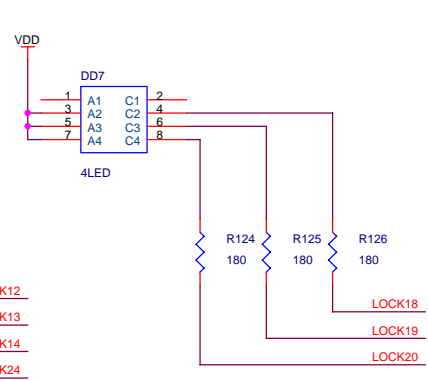 VDD
DD7
1 A1 C1 2
3 A2 C2 4
5 A3 C3 6
7 A4 C4 8
4LED
R124 R125 R126
180 180 180
K12
LOCK18
K13
LOCK19
K14
LOCK20
K24